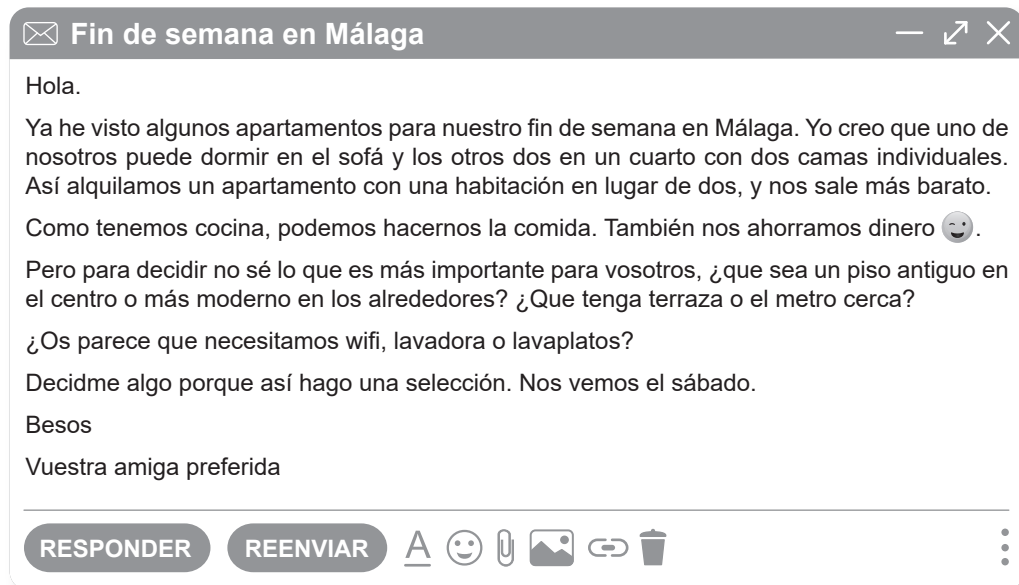 Fin de semana en Málaga
Hola.
Ya he visto algunos apartamentos para nuestro fin de semana en Málaga. Yo creo que uno de
nosotros puede dormir en el sofá y los otros dos en un cuarto con dos camas individuales.
Así alquilamos un apartamento con una habitación en lugar de dos, y nos sale más barato.
Como tenemos cocina, podemos hacernos la comida. También nos ahorramos dinero 😉.
Pero para decidir no sé lo que es más importante para vosotros, ¿que sea un piso antiguo en
el centro o más moderno en los alrededores? ¿Que tenga terraza o el metro cerca?
¿Os parece que necesitamos wifi, lavadora o lavaplatos?
Decidme algo porque así hago una selección. Nos vemos el sábado.
Besos
Vuestra amiga preferida
RESPONDER REENVIAR A